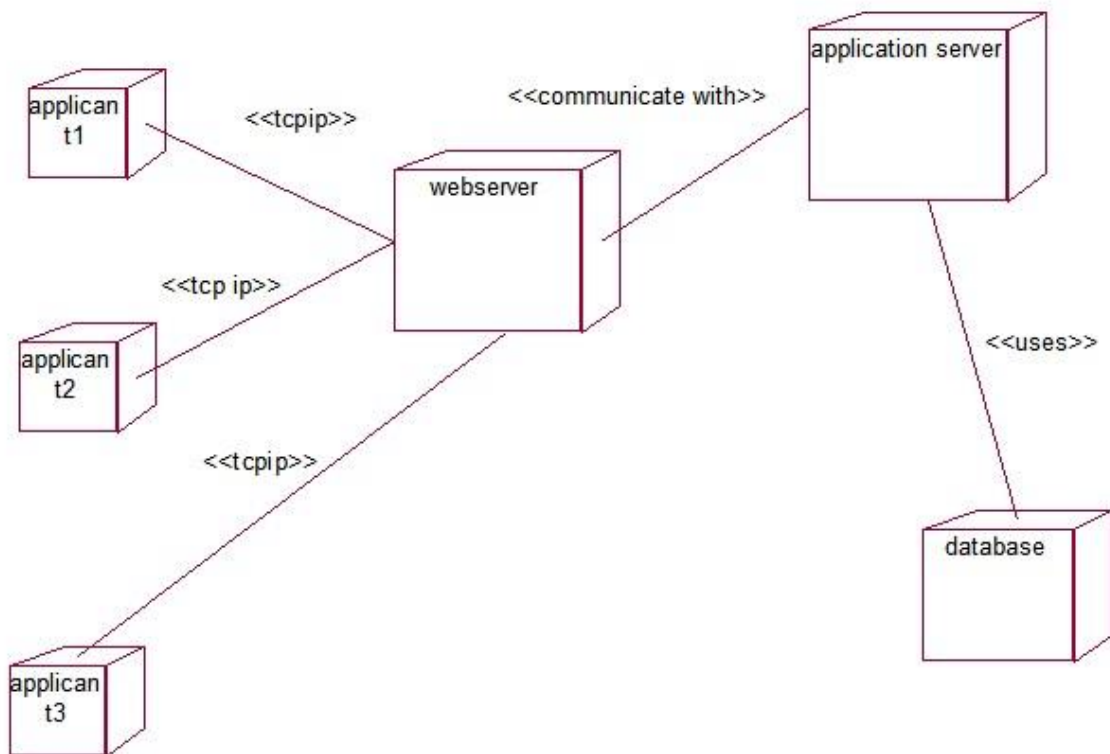 application server
<<communicate with>>
applican
t1
<<tcpip>>
webserver
<<tcp ip>>
applican
t2
<<uses>>
<<tcpip>>
database
applican
t3